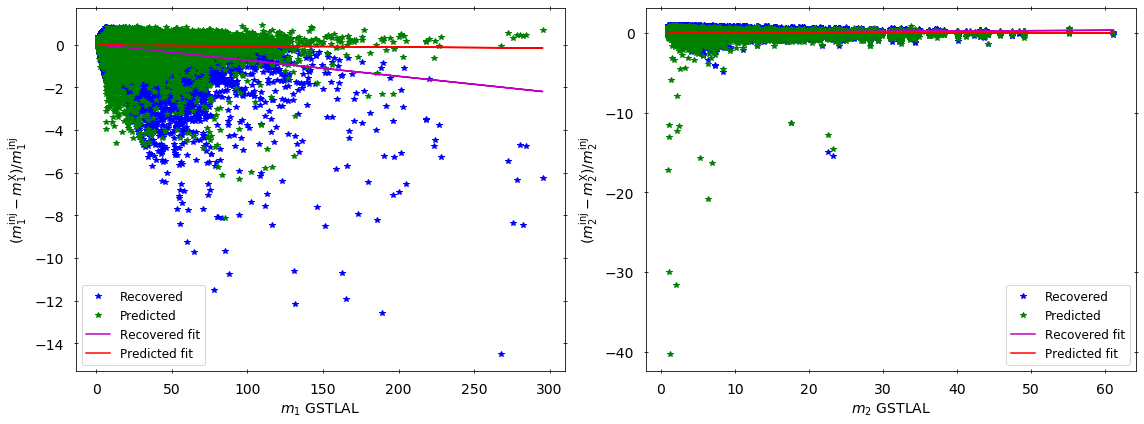 0
−2
−4
−6
−8
−10
−12
−14
0
50
100
150
200
250
300
(m₁^inj − m₁^X)/m₁^inj
m₁ GSTLAL
Recovered
Predicted
Recovered fit
Predicted fit
0
−10
−20
−30
−40
0
10
20
30
40
50
60
(m₂^inj − m₂^X)/m₂^inj
m₂ GSTLAL
Recovered
Predicted
Recovered fit
Predicted fit